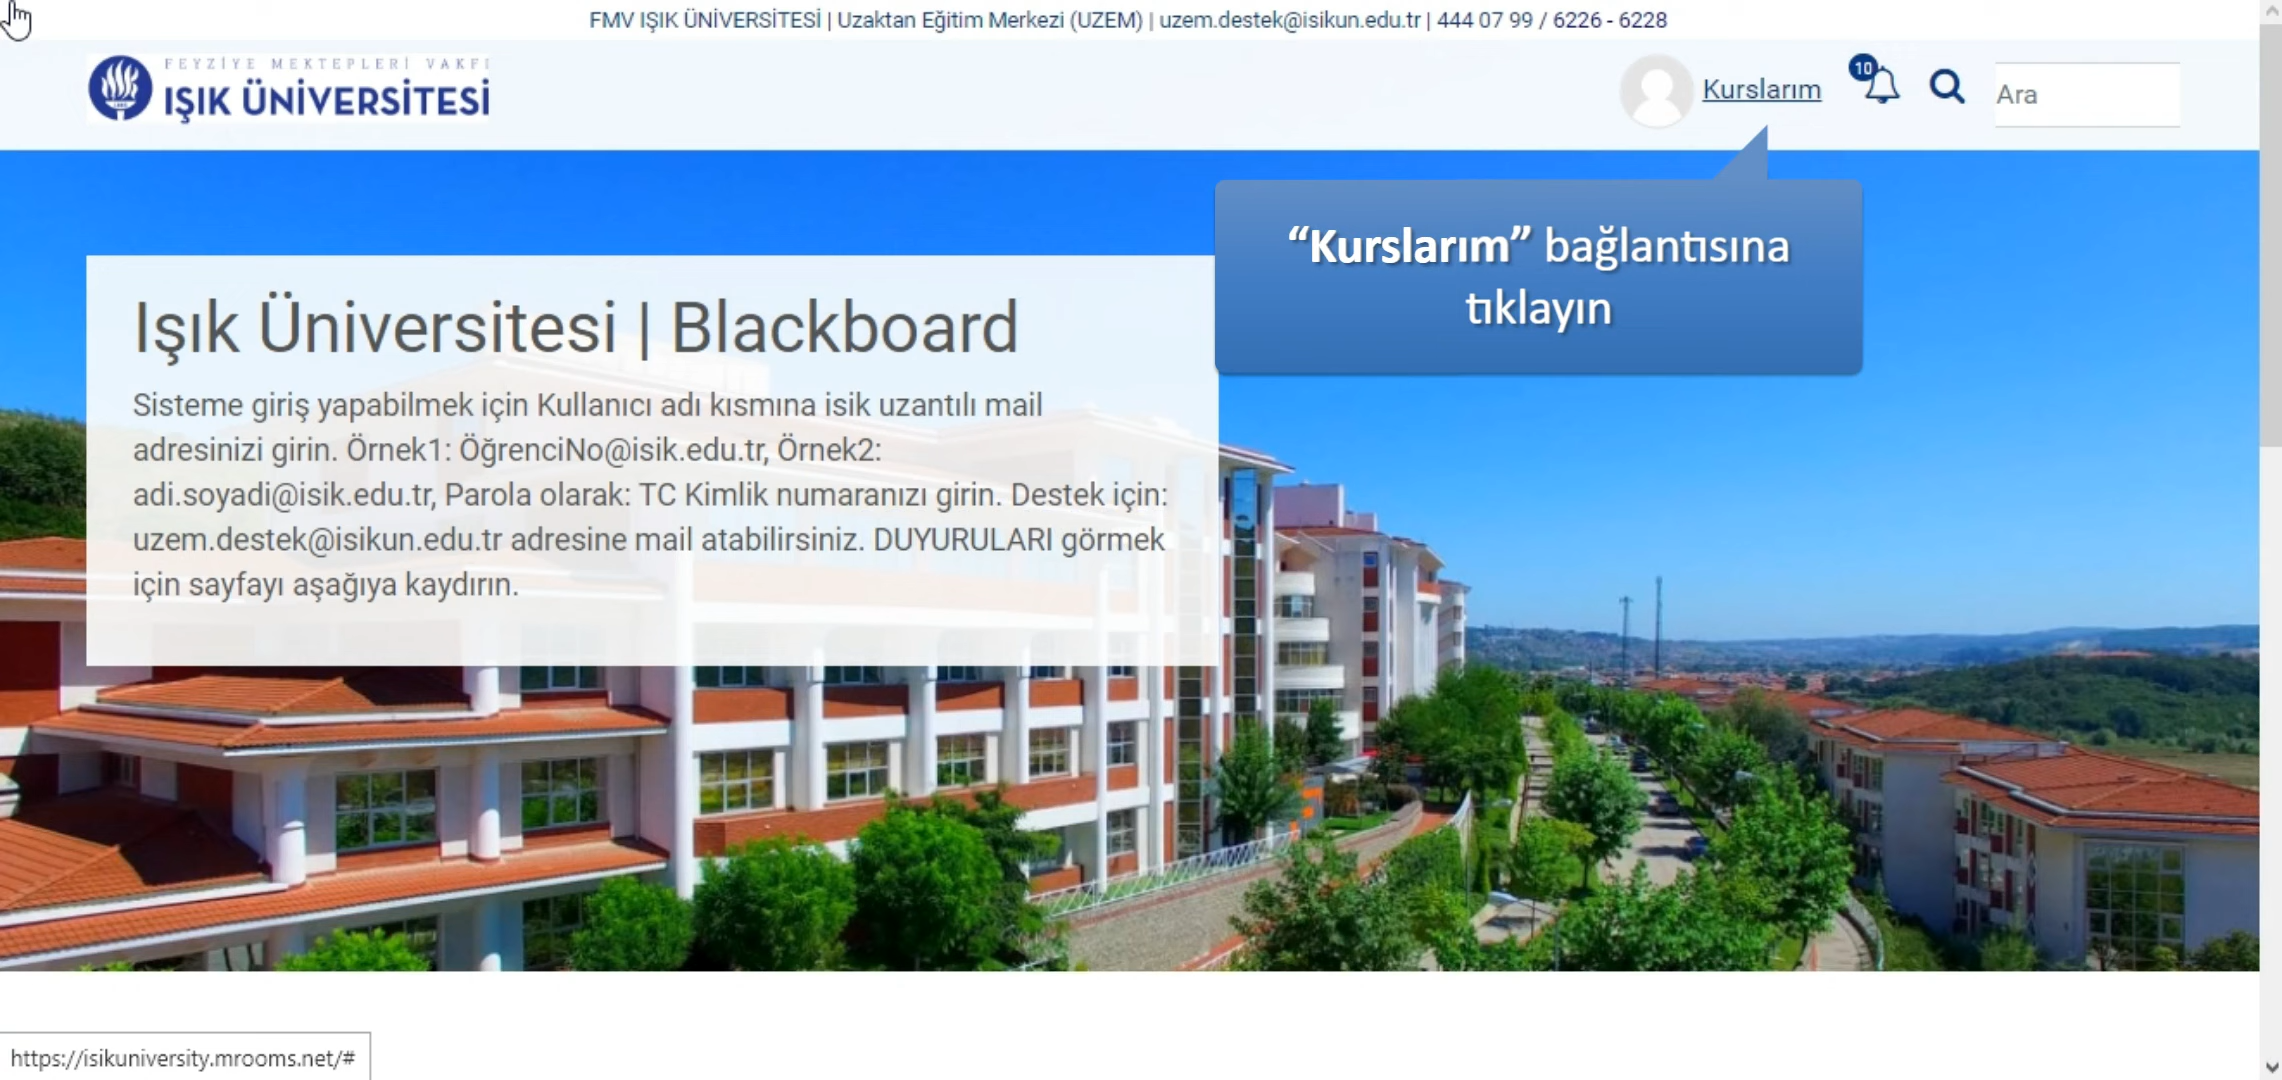 FMV IŞIK ÜNİVERSİTESİ | Uzaktan Eğitim Merkezi (UZEM) | uzem.destek@isikun.edu.tr | 444 07 99 / 6226 - 6228
FEYZİYE MEKTEPLERİ VAKFI
IŞIK ÜNİVERSİTESİ
Kurslarım
10
Ara
“Kurslarım” bağlantısına
tıklayın
Işık Üniversitesi | Blackboard
Sisteme giriş yapabilmek için Kullanıcı adı kısmına isik uzantılı mail
adresinizi girin. Örnek1: ÖğrenciNo@isik.edu.tr, Örnek2:
adi.soyadi@isik.edu.tr, Parola olarak: TC Kimlik numaranızı girin. Destek için:
uzem.destek@isikun.edu.tr adresine mail atabilirsiniz. DUYURULARI görmek
için sayfayı aşağıya kaydırın.
https://isikuniversity.mrooms.net/#